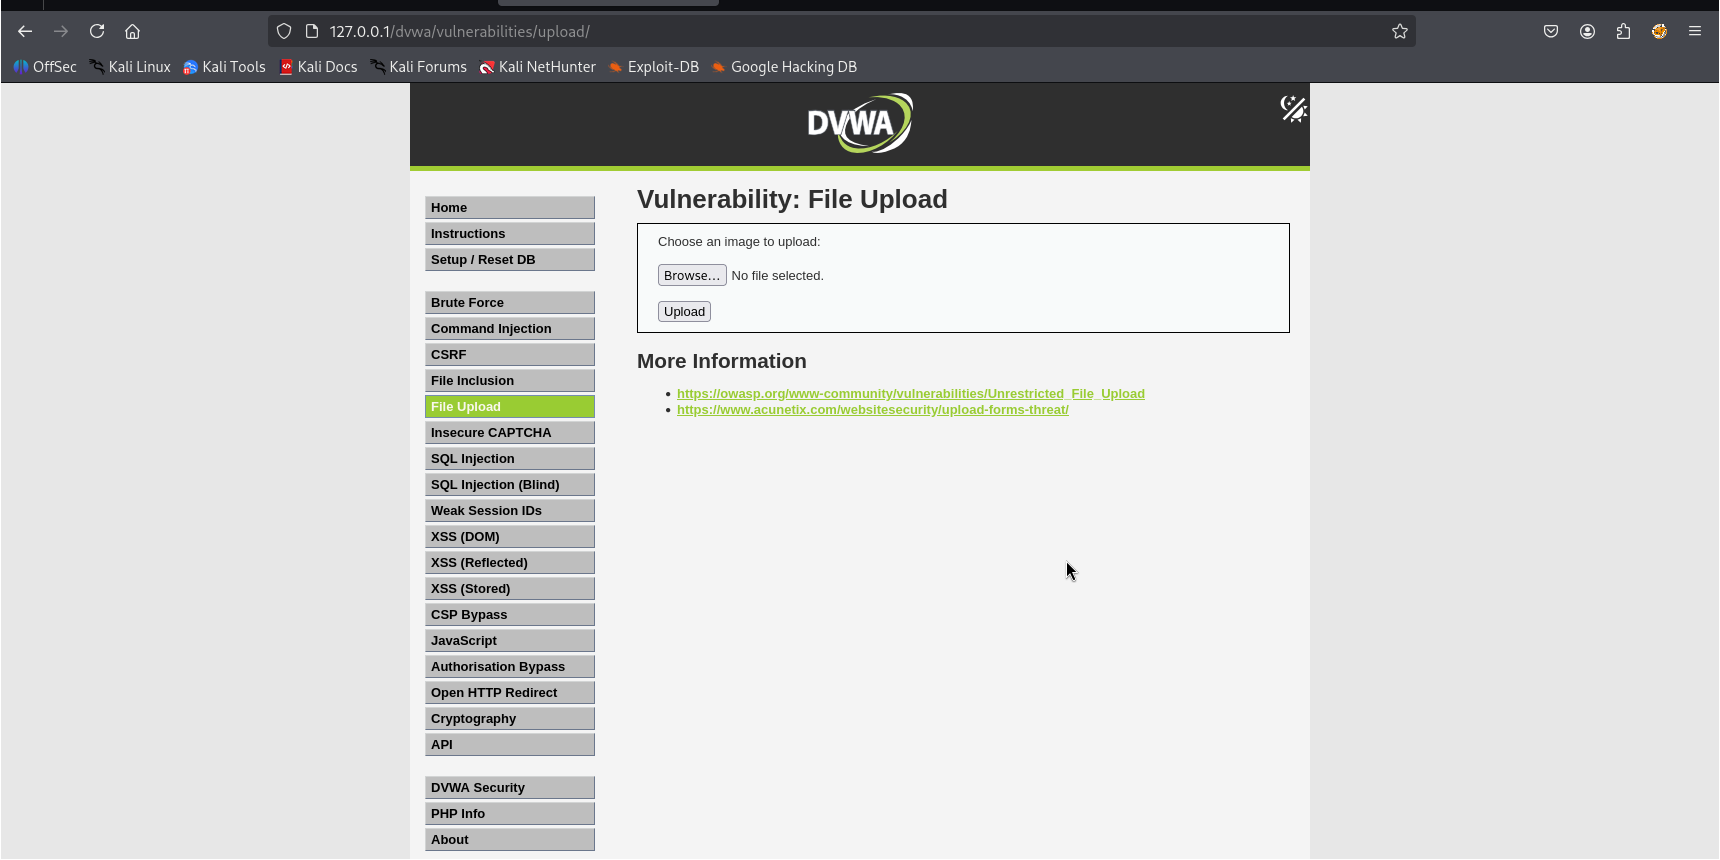 127.0.0.1/dvwa/vulnerabilities/upload/
OffSec Kali Linux Kali Tools Kali Docs Kali Forums Kali NetHunter Exploit-DB Google Hacking DB
DVWA
Home
Instructions
Setup / Reset DB
Brute Force
Command Injection
CSRF
File Inclusion
File Upload
Insecure CAPTCHA
SQL Injection
SQL Injection (Blind)
Weak Session IDs
XSS (DOM)
XSS (Reflected)
XSS (Stored)
CSP Bypass
JavaScript
Authorisation Bypass
Open HTTP Redirect
Cryptography
API
DVWA Security
PHP Info
About
Vulnerability: File Upload
Choose an image to upload:
Browse... No file selected.
Upload
More Information
https://owasp.org/www-community/vulnerabilities/Unrestricted_File_Upload
https://www.acunetix.com/websitesecurity/upload-forms-threat/